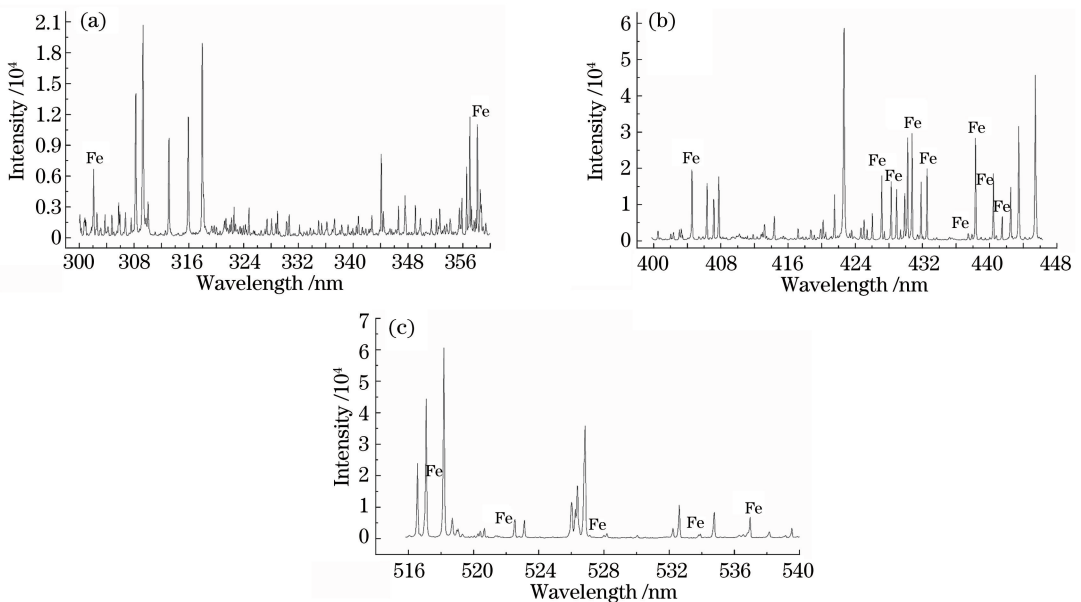 (a)
Intensity /10⁴
2.1
1.8
1.5
1.2
0.9
0.6
0.3
0
Fe
Fe
300 308 316 324 332 340 348 356
Wavelength /nm
(b)
Intensity /10⁴
6
5
4
3
2
1
0
Fe
Fe
Fe
Fe
Fe
Fe
Fe
Fe
Fe
400 408 416 424 432 440 448
Wavelength /nm
(c)
Intensity /10⁴
7
6
5
4
3
2
1
0
Fe
Fe
Fe
Fe
Fe
516 520 524 528 532 536 540
Wavelength /nm